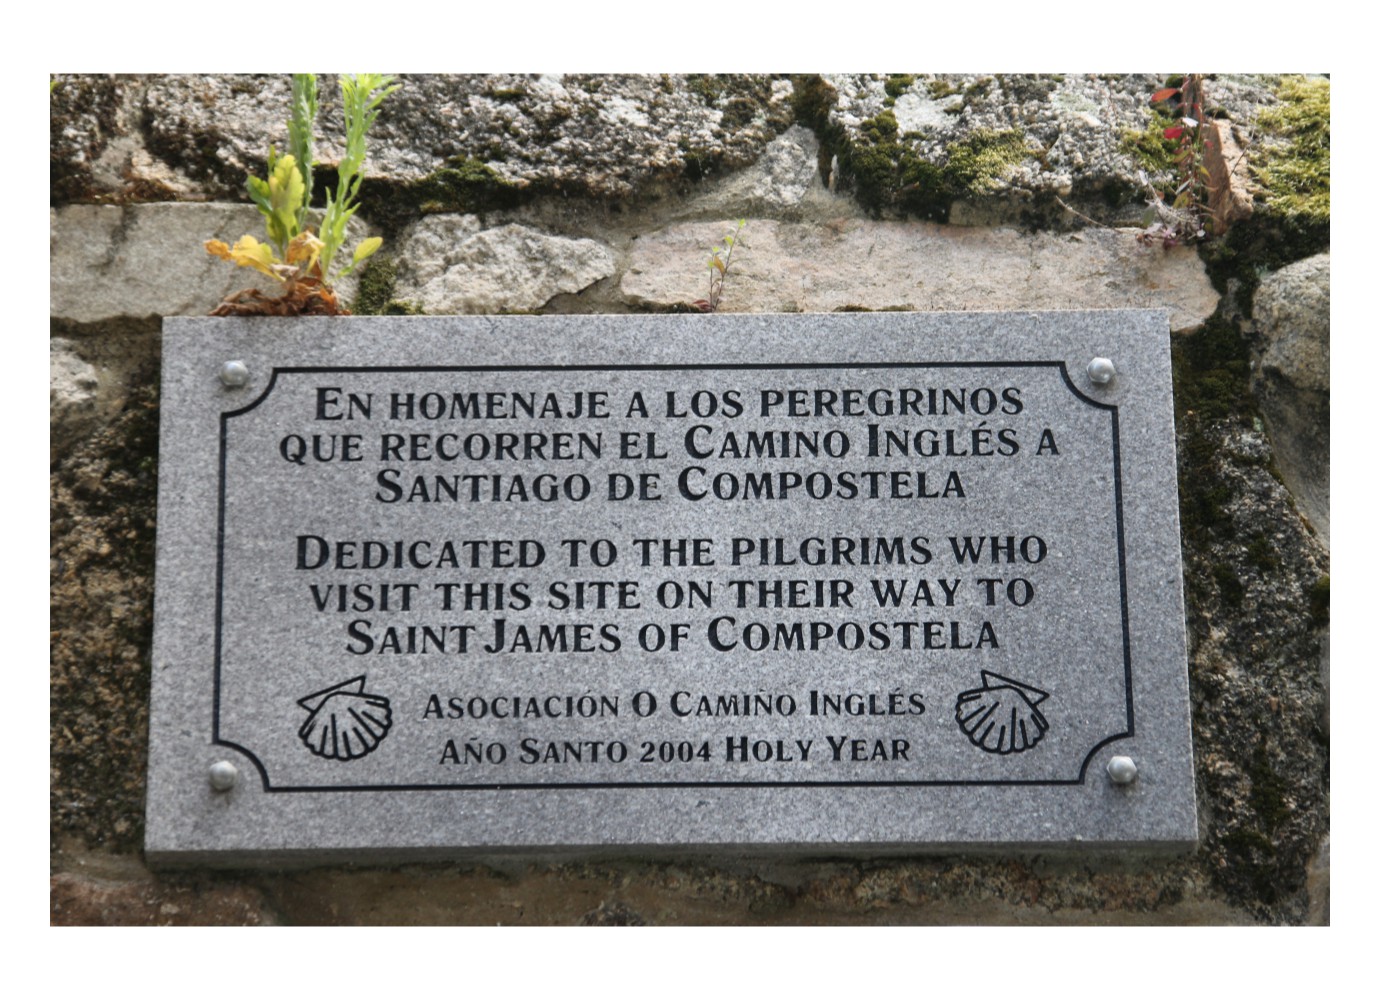 En homenaje a los peregrinos
que recorren el Camino Inglés a
Santiago de Compostela
Dedicated to the pilgrims who
visit this site on their way to
Saint James of Compostela
Asociación O Camiño Inglés
Año Santo 2004 Holy Year